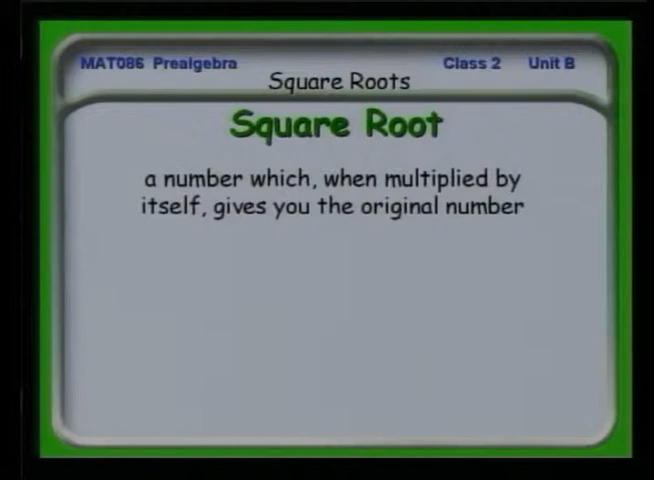 MAT086 Prealgebra Class 2 Unit B
Square Roots
Square Root
a number which, when multiplied by
itself, gives you the original number